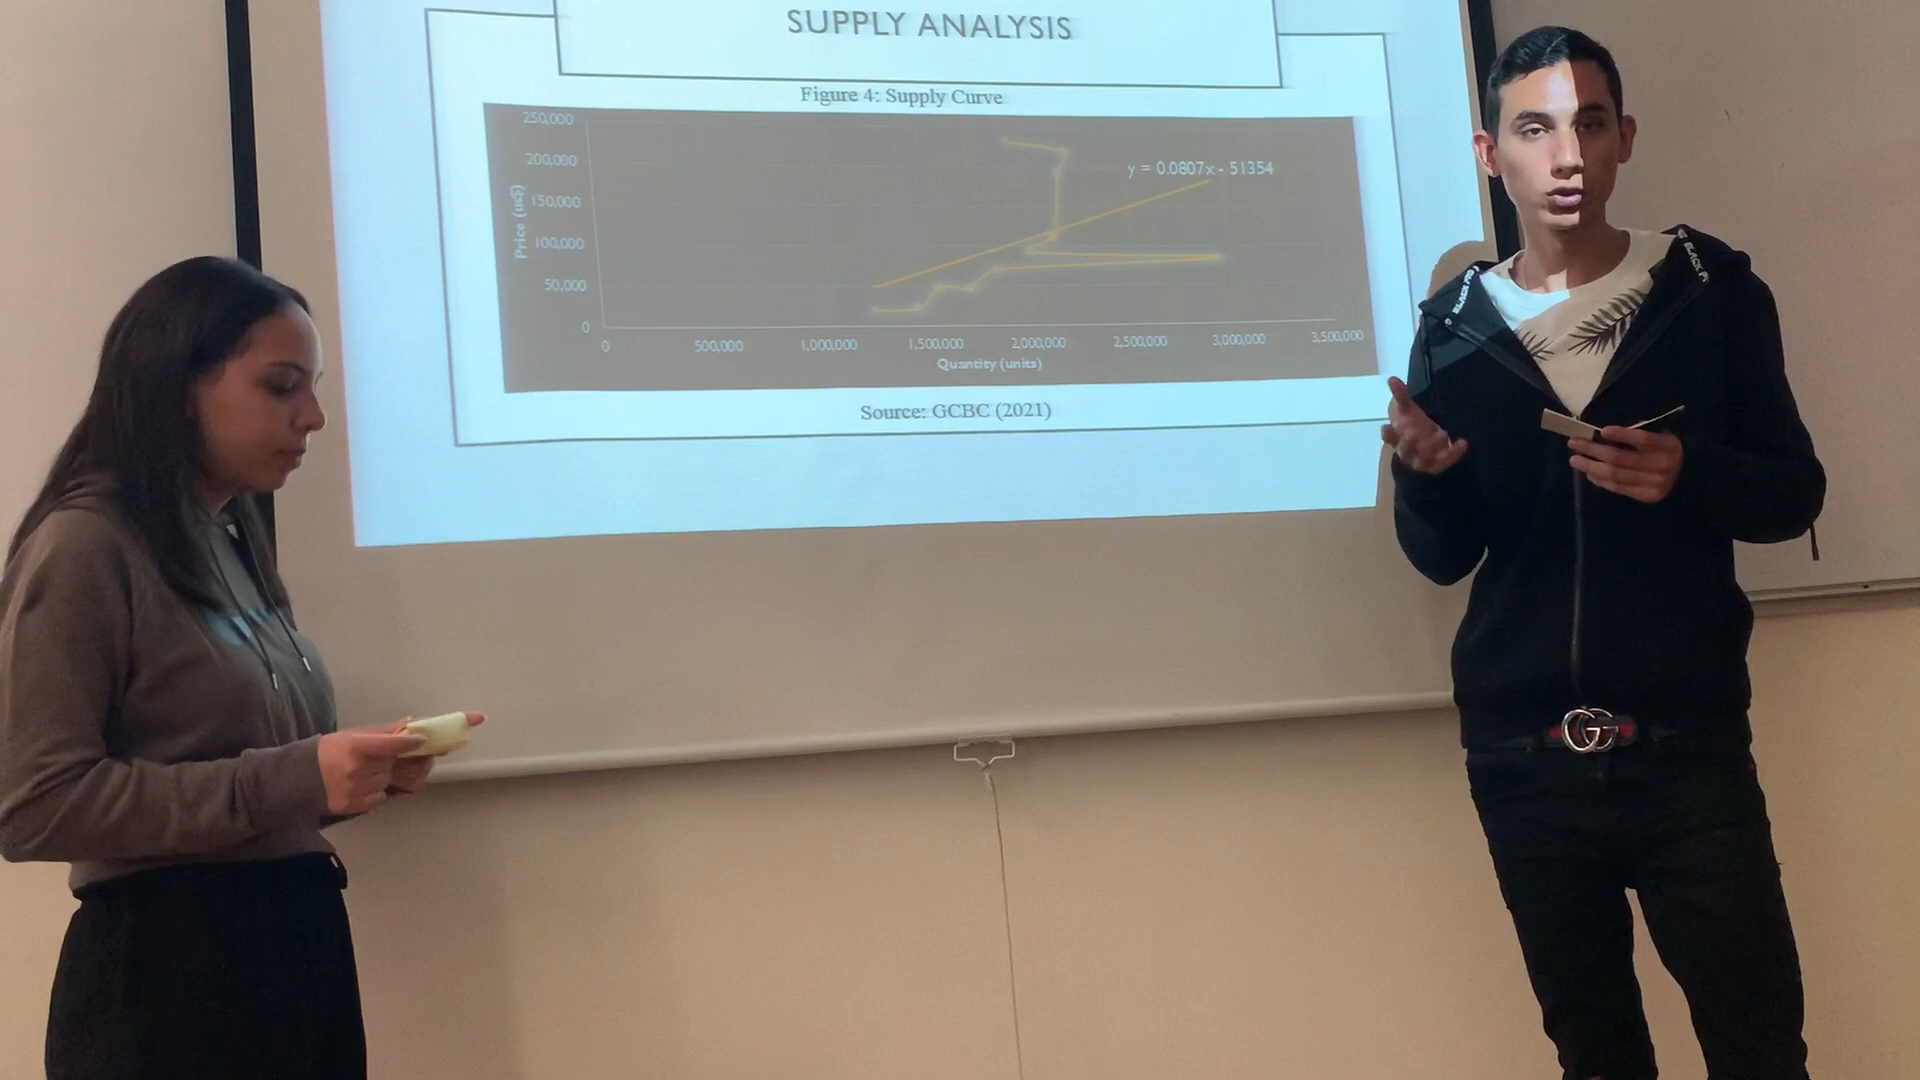 SUPPLY ANALYSIS
Figure 4: Supply Curve
250,000
200,000
150,000
100,000
50,000
0
Price (us$)
y = 0.0807x - 51354
0 500,000 1,000,000 1,500,000 2,000,000 2,500,000 3,000,000 3,500,000
Quantity (units)
Source: GCBC (2021)